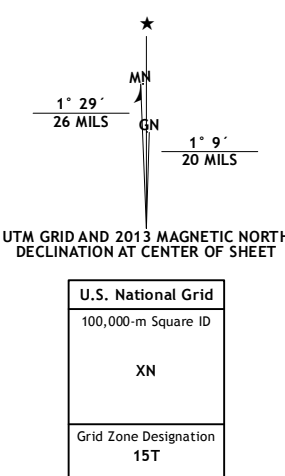 ★
MN
1° 29´
26 MILS
GN
1° 9´
20 MILS
UTM GRID AND 2013 MAGNETIC NORTH
DECLINATION AT CENTER OF SHEET
U.S. National Grid
100,000-m Square ID
XN
Grid Zone Designation
15T